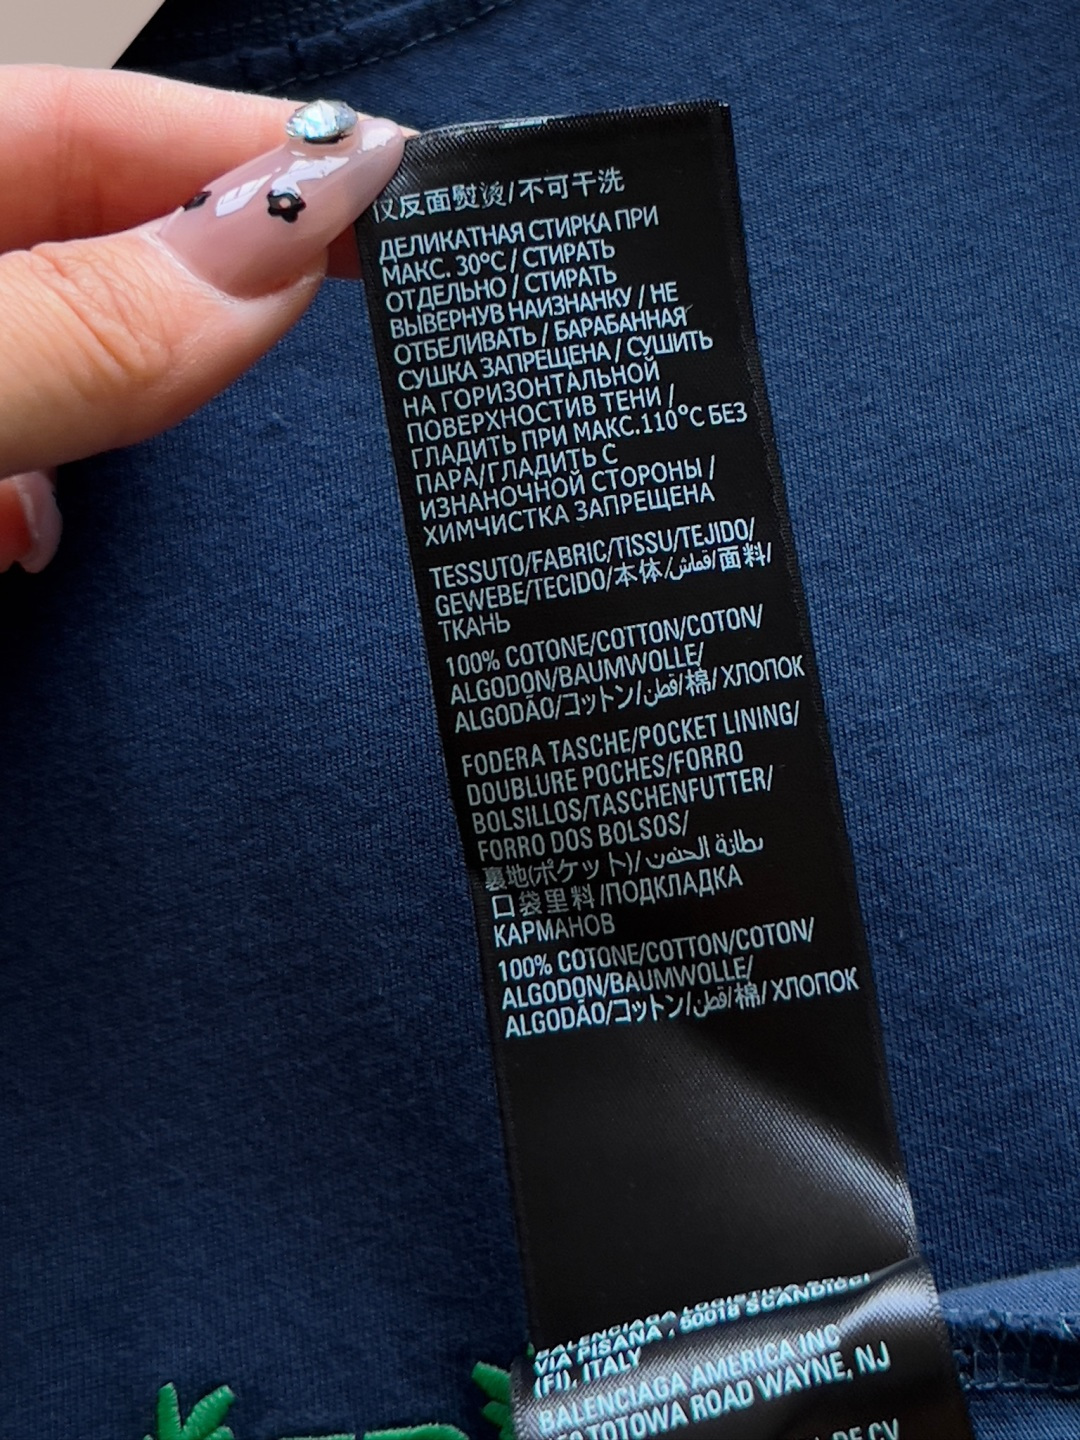 仅反面熨烫/不可干洗
ДЕЛИКАТНАЯ СТИРКА ПРИ
МАКС. 30°C / СТИРАТЬ
ОТДЕЛЬНО / СТИРАТЬ
ВЫВЕРНУВ НАИЗНАНКУ / НЕ
ОТБЕЛИВАТЬ / БАРАБАННАЯ
СУШКА ЗАПРЕЩЕНА / СУШИТЬ
НА ГОРИЗОНТАЛЬНОЙ
ПОВЕРХНОСТИВ ТЕНИ /
ГЛАДИТЬ ПРИ МАКС.110°C БЕЗ
ПАРА/ГЛАДИТЬ С
ИЗНАНОЧНОЙ СТОРОНЫ /
ХИМЧИСТКА ЗАПРЕЩЕНА
TESSUTO/FABRIC/TISSU/TEJIDO/
GEWEBE/TECIDO/本体/قماش/面料/
ТКАНЬ
100% COTONE/COTTON/COTON/
ALGODON/BAUMWOLLE/
ALGODÃO/コットン/قطن/棉/ХЛОПОК
FODERA TASCHE/POCKET LINING/
DOUBLURE POCHES/FORRO
BOLSILLOS/TASCHENFUTTER/
FORRO DOS BOLSOS/
裏地(ポケット)/بطانة
口袋里料/ПОДКЛАДКА
КАРМАНОВ
100% COTONE/COTTON/COTON/
ALGODON/BAUMWOLLE/
ALGODÃO/コットン/قطن/棉/ХЛОПОК
BALENCIAGA LOGISTICA
VIA PISANA, 50018 SCANDICCI
(FI), ITALY
BALENCIAGA AMERICA INC
TOTOWA ROAD WAYNE, NJ
DE CV